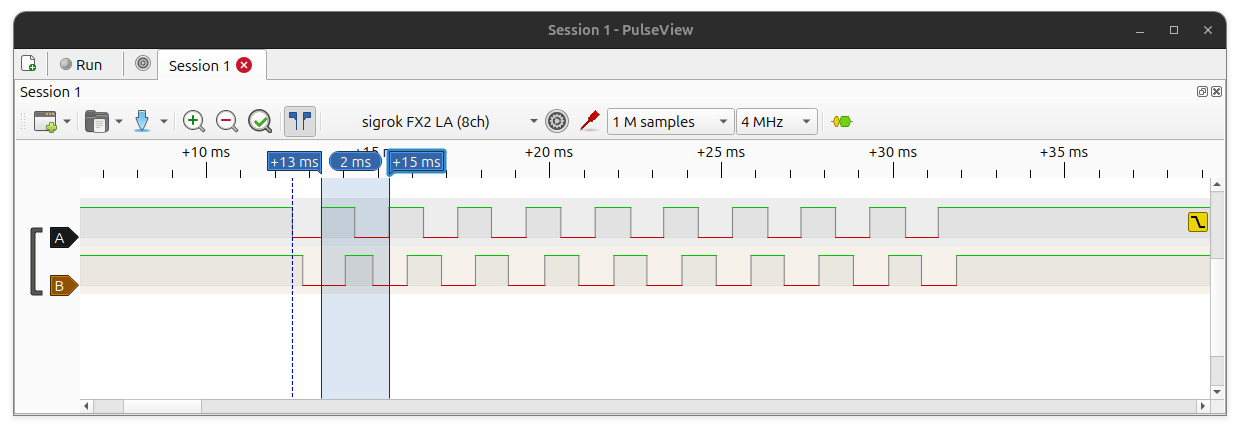 Session 1 - PulseView
Run
Session 1
Session 1
sigrok FX2 LA (8ch)
1 M samples
4 MHz
+10 ms
+20 ms
+25 ms
+30 ms
+35 ms
+13 ms
2 ms
+15 ms
A
B